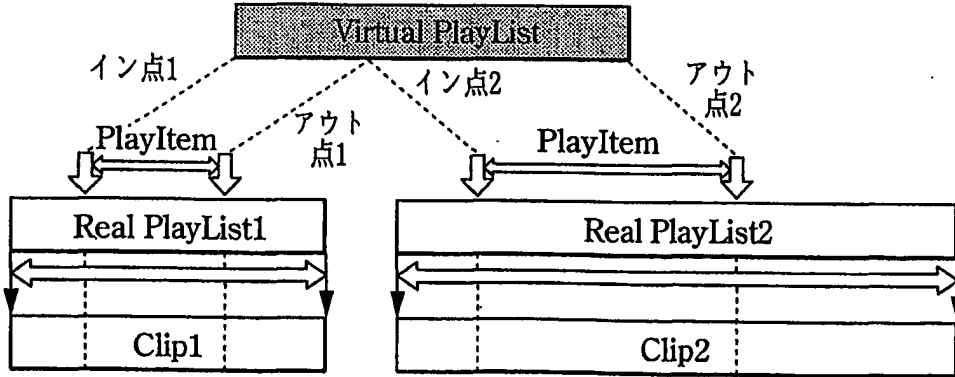 Virtual PlayList
イン点1
イン点2
アウト
点2
アウト
点1
PlayItem
PlayItem
Real PlayList1
Real PlayList2
Clip1
Clip2